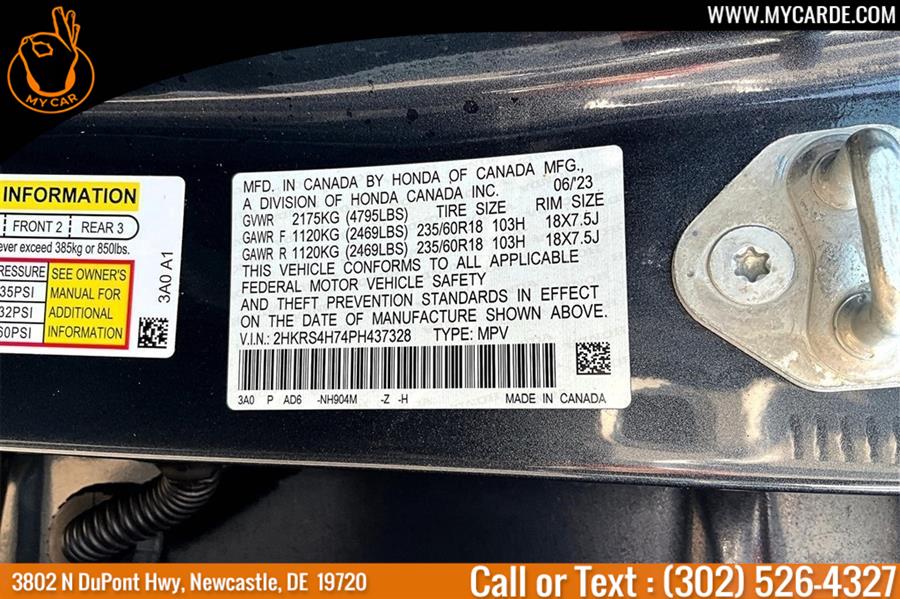 WWW.MYCARDE.COM
MY CAR
INFORMATION
FRONT 2 REAR 3
ever exceed 385kg or 850lbs.
PRESSURE SEE OWNER'S
35PSI MANUAL FOR
32PSI ADDITIONAL
60PSI INFORMATION
3A0 A1
MFD. IN CANADA BY HONDA OF CANADA MFG.,
A DIVISION OF HONDA CANADA INC. 06/'23
GVWR 2175KG (4795LBS) TIRE SIZE RIM SIZE
GAWR F 1120KG (2469LBS) 235/60R18 103H 18X7.5J
GAWR R 1120KG (2469LBS) 235/60R18 103H 18X7.5J
THIS VEHICLE CONFORMS TO ALL APPLICABLE
FEDERAL MOTOR VEHICLE SAFETY
AND THEFT PREVENTION STANDARDS IN EFFECT
ON THE DATE OF MANUFACTURE SHOWN ABOVE.
V.I.N.: 2HKRS4H74PH437328 TYPE: MPV
3A0 P AD6 -NH904M -Z -H MADE IN CANADA
3802 N DuPont Hwy, Newcastle, DE 19720
Call or Text : (302) 526-4327